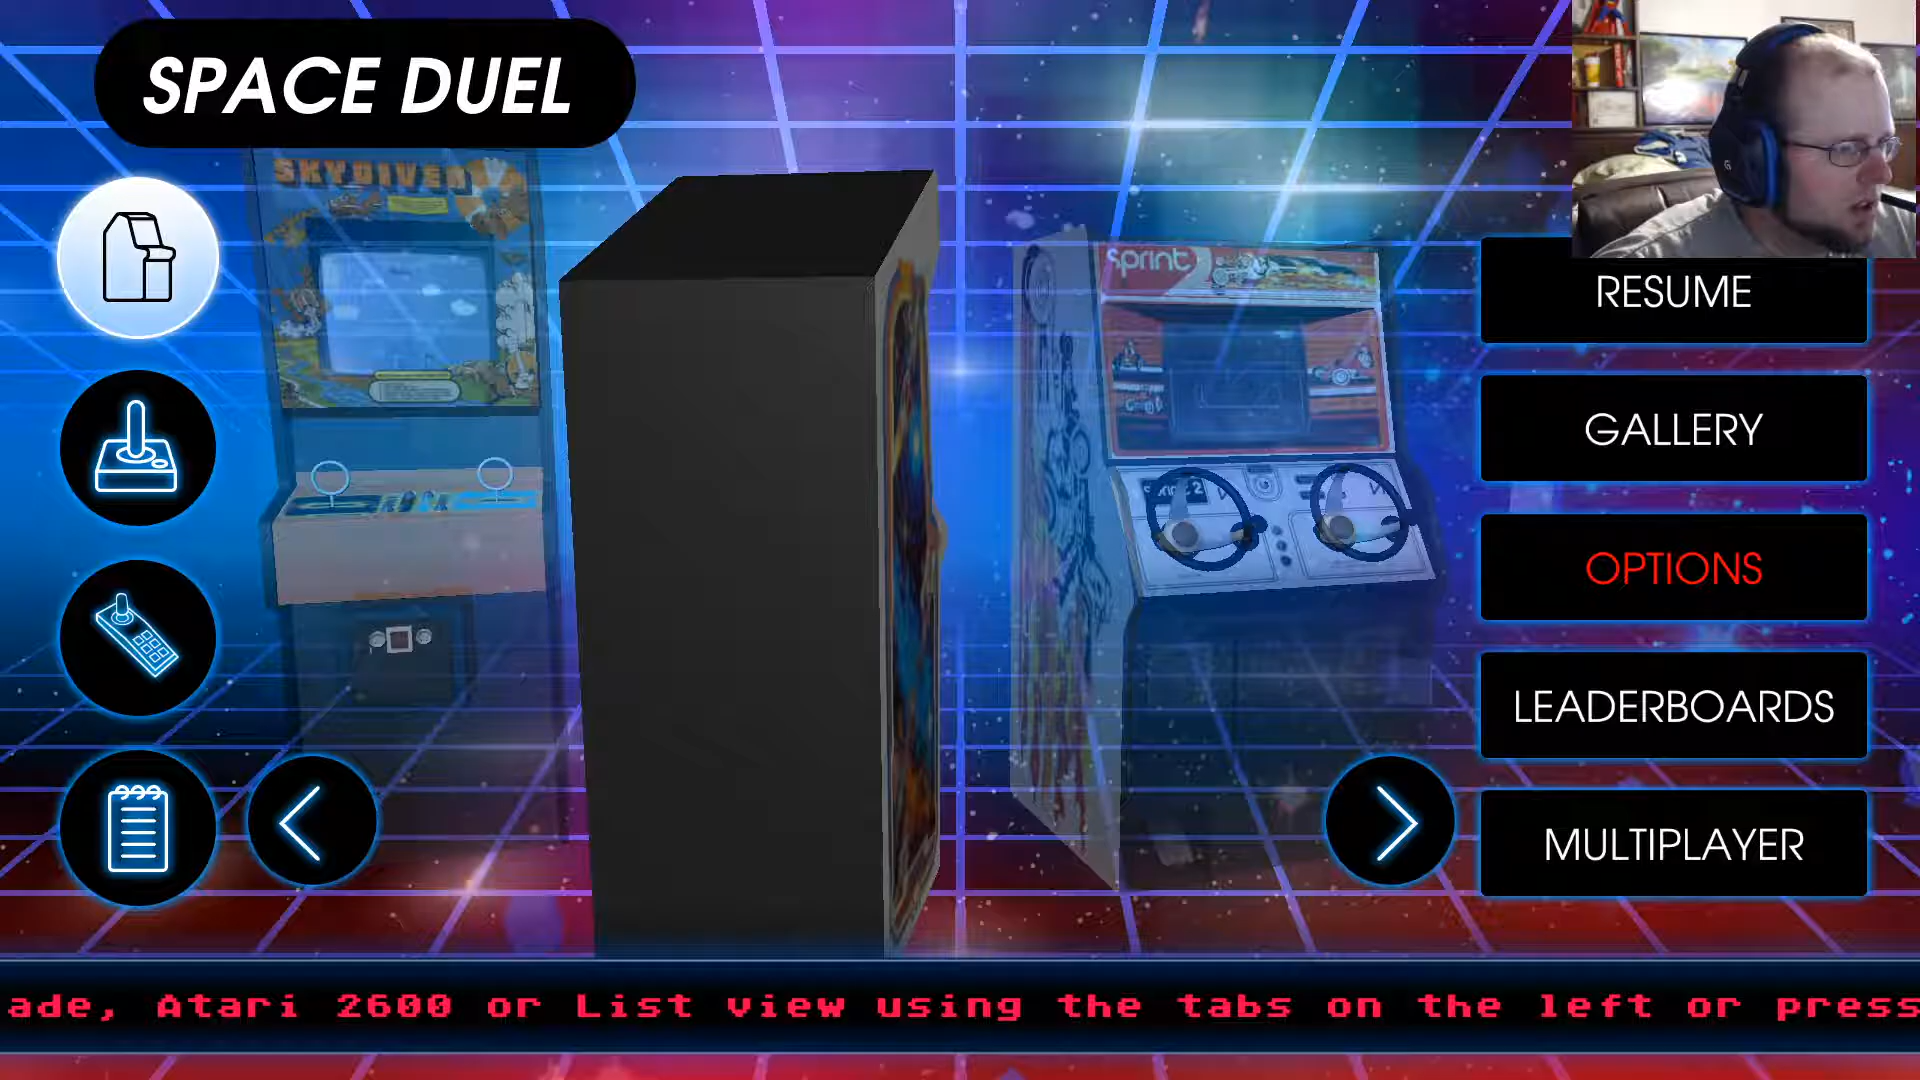 SPACE DUEL
SKYDIVER
sprint
RESUME
GALLERY
OPTIONS
LEADERBOARDS
MULTIPLAYER
ade, Atari 2600 or List view using the tabs on the left or press